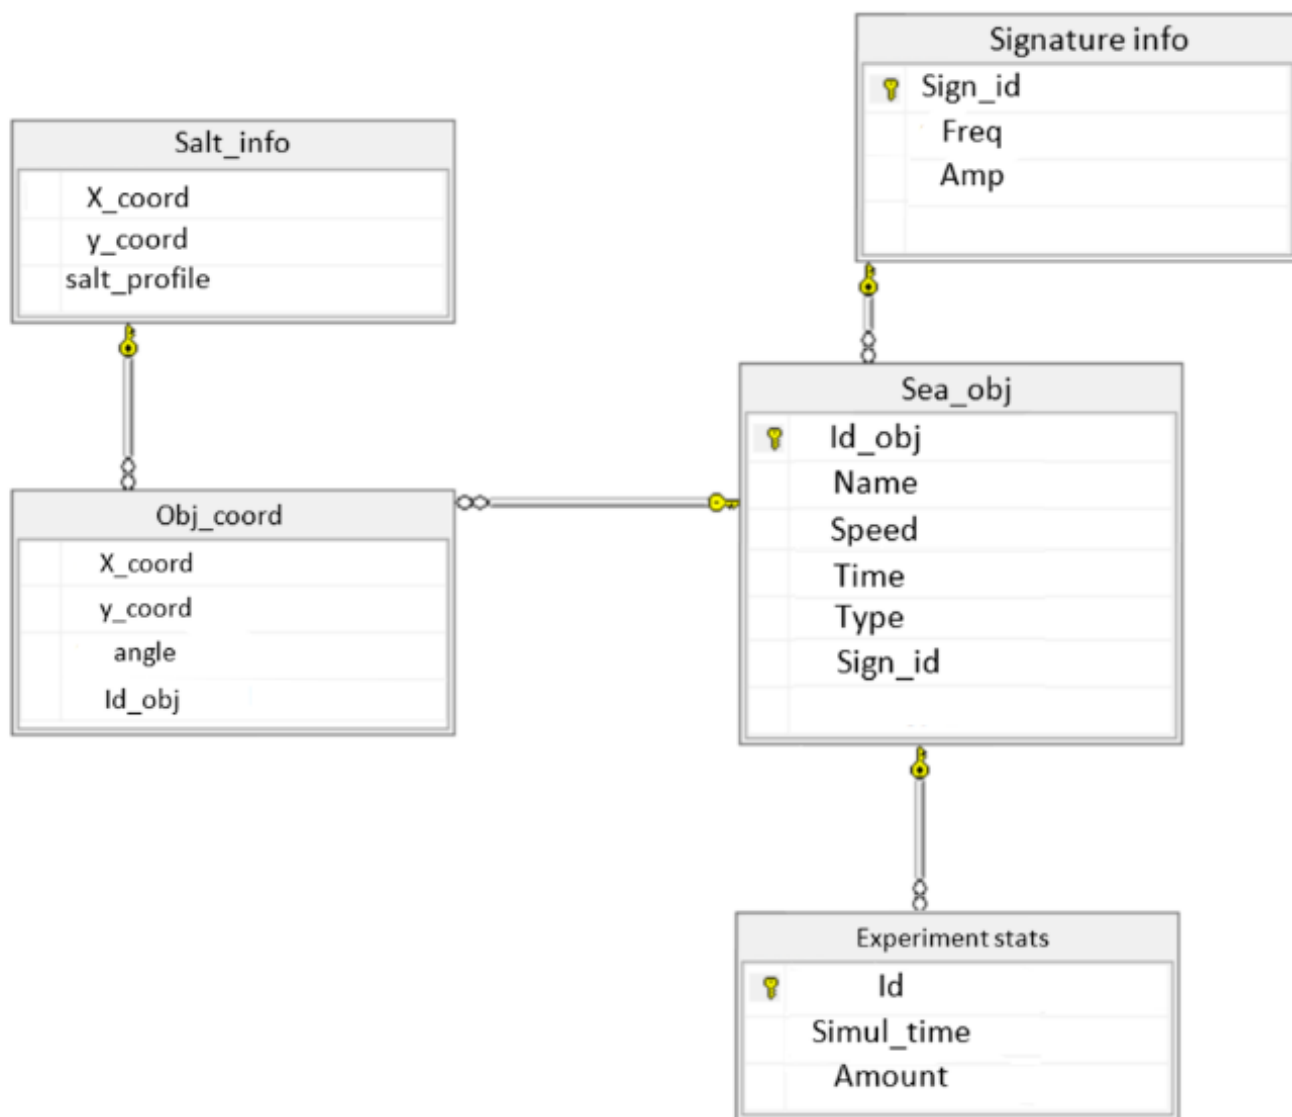 Signature info
Sign_id
Freq
Amp
Salt_info
X_coord
y_coord
salt_profile
Sea_obj
Id_obj
Name
Speed
Time
Type
Sign_id
Obj_coord
X_coord
y_coord
angle
Id_obj
Experiment stats
Id
Simul_time
Amount